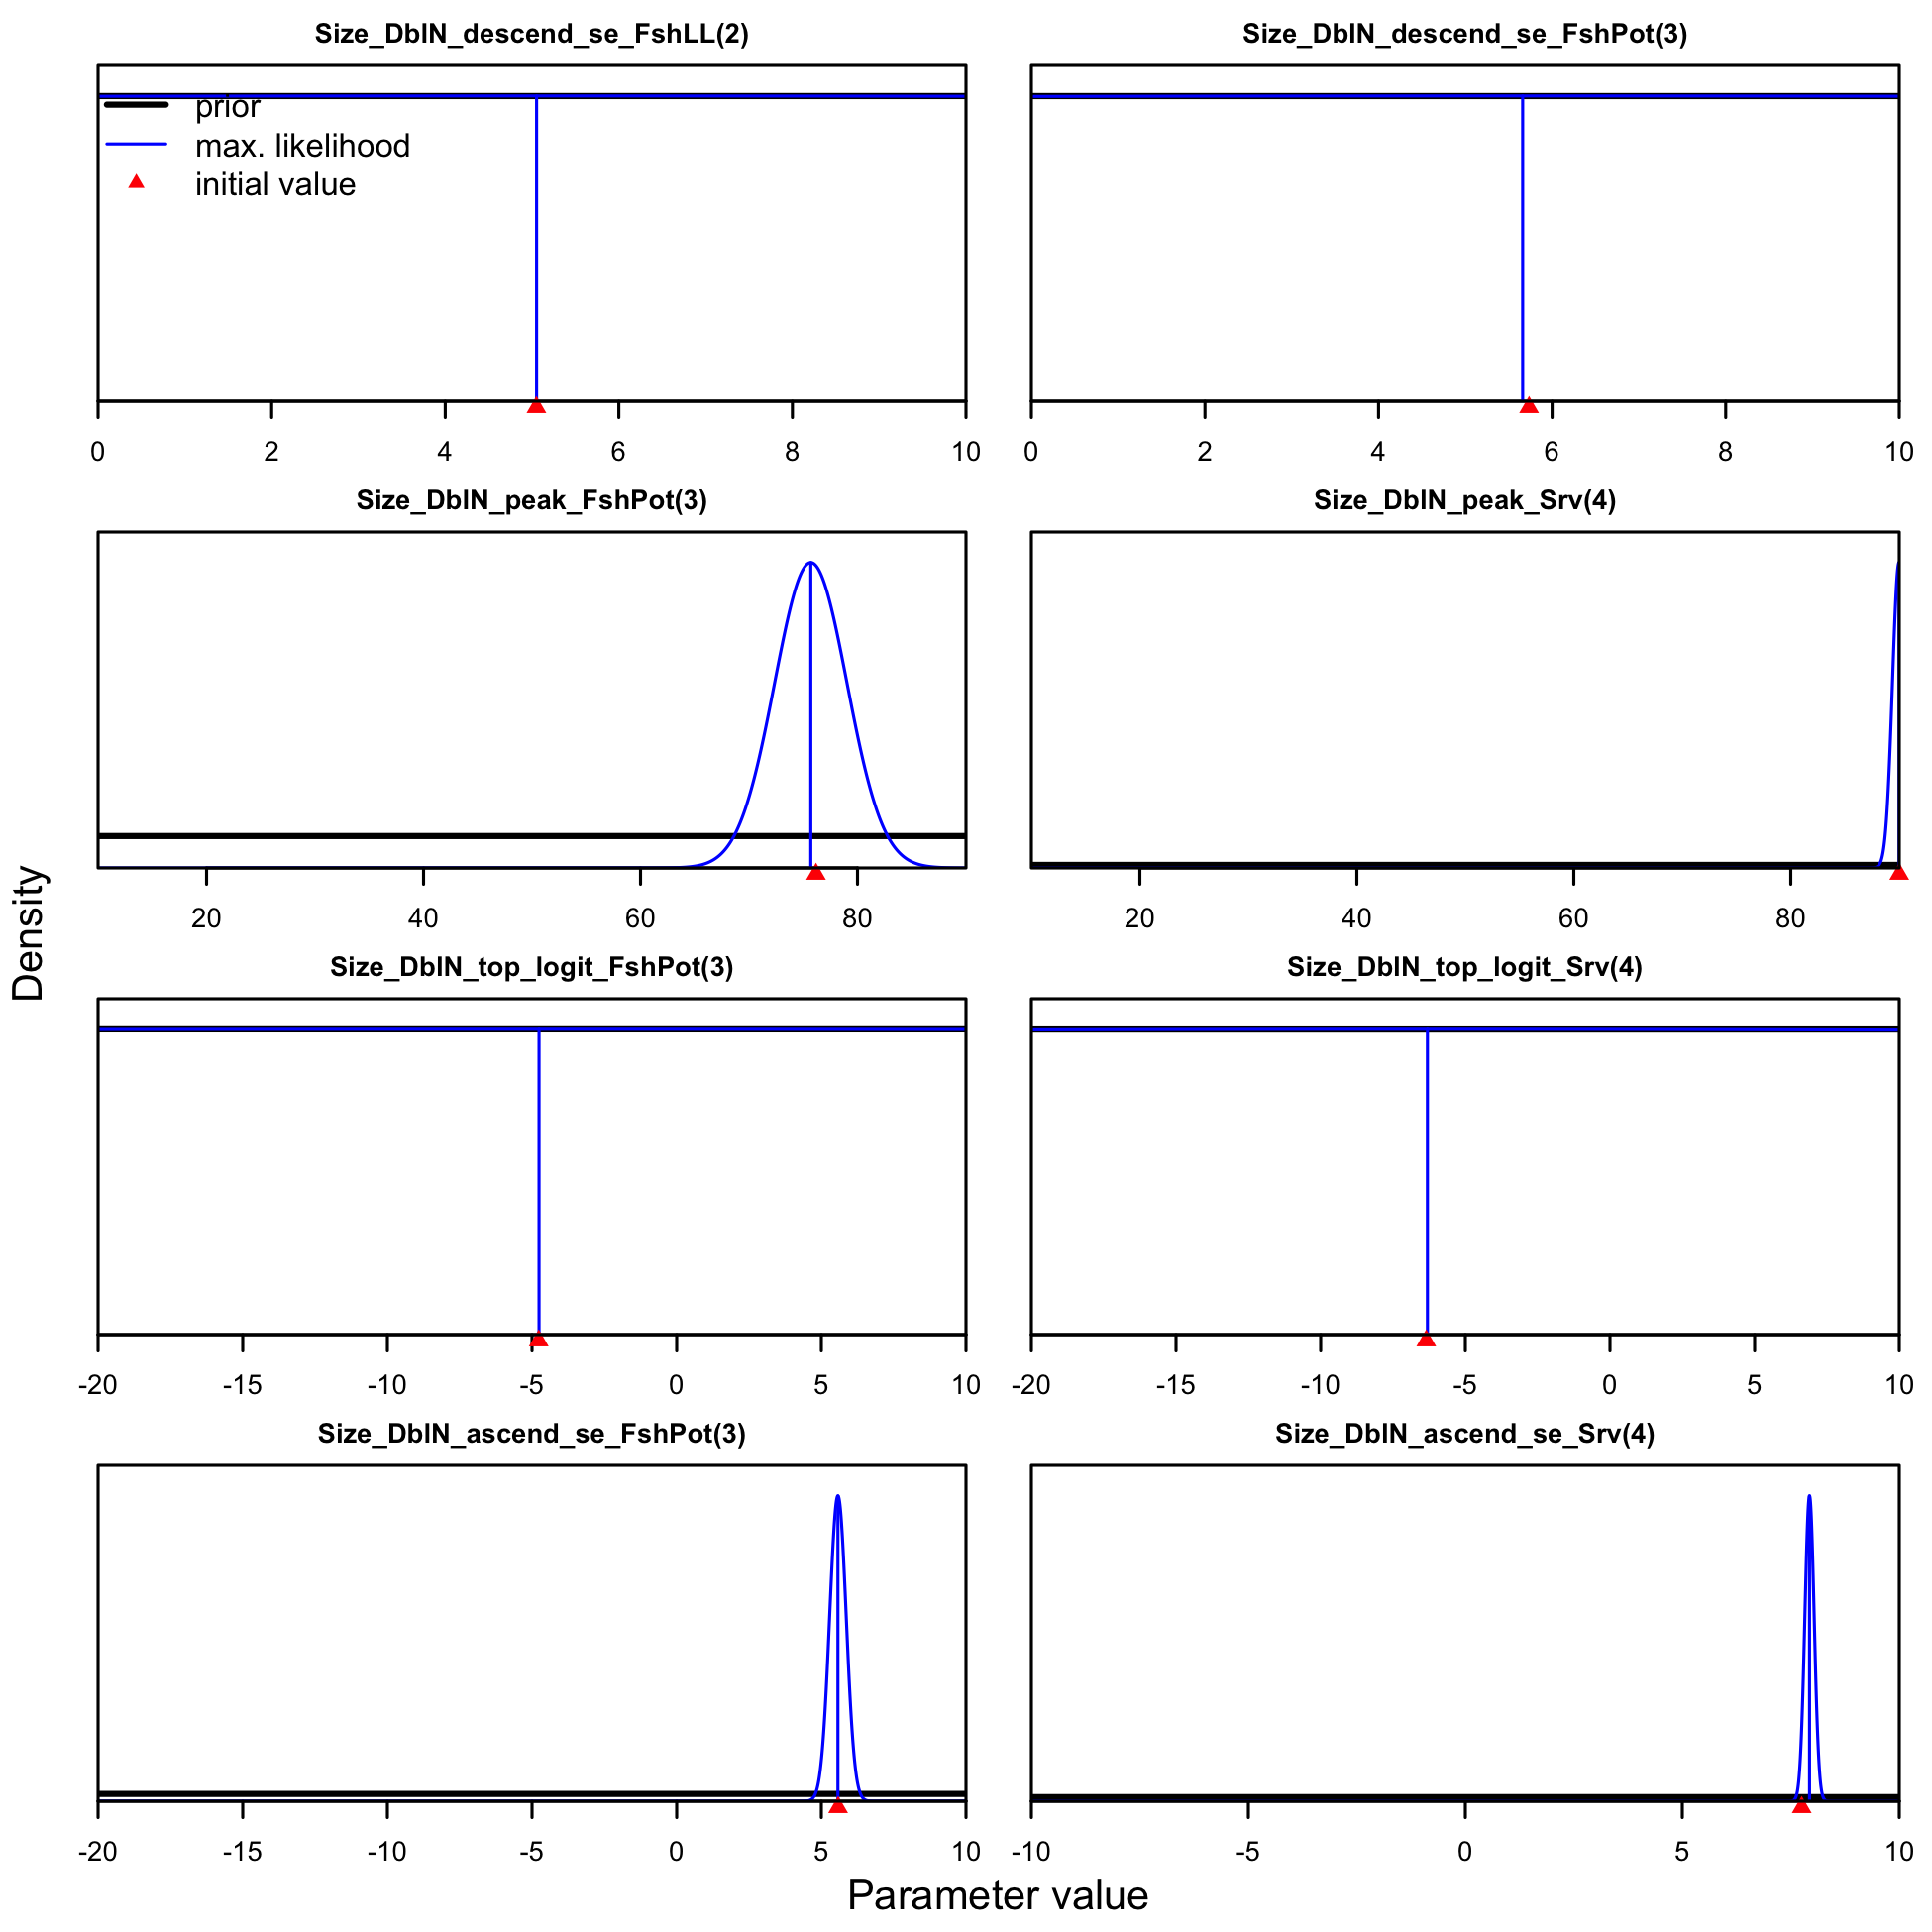 Size_DblN_descend_se_FshLL(2)
prior
max. likelihood
initial value
0 2 4 6 8 10
Size_DblN_descend_se_FshPot(3)
0 2 4 6 8 10
Size_DblN_peak_FshPot(3)
20 40 60 80
Size_DblN_peak_Srv(4)
20 40 60 80
Size_DblN_top_logit_FshPot(3)
-20 -15 -10 -5 0 5 10
Size_DblN_top_logit_Srv(4)
-20 -15 -10 -5 0 5 10
Size_DblN_ascend_se_FshPot(3)
-20 -15 -10 -5 0 5 10
Size_DblN_ascend_se_Srv(4)
-10 -5 0 5 10
Density
Parameter value